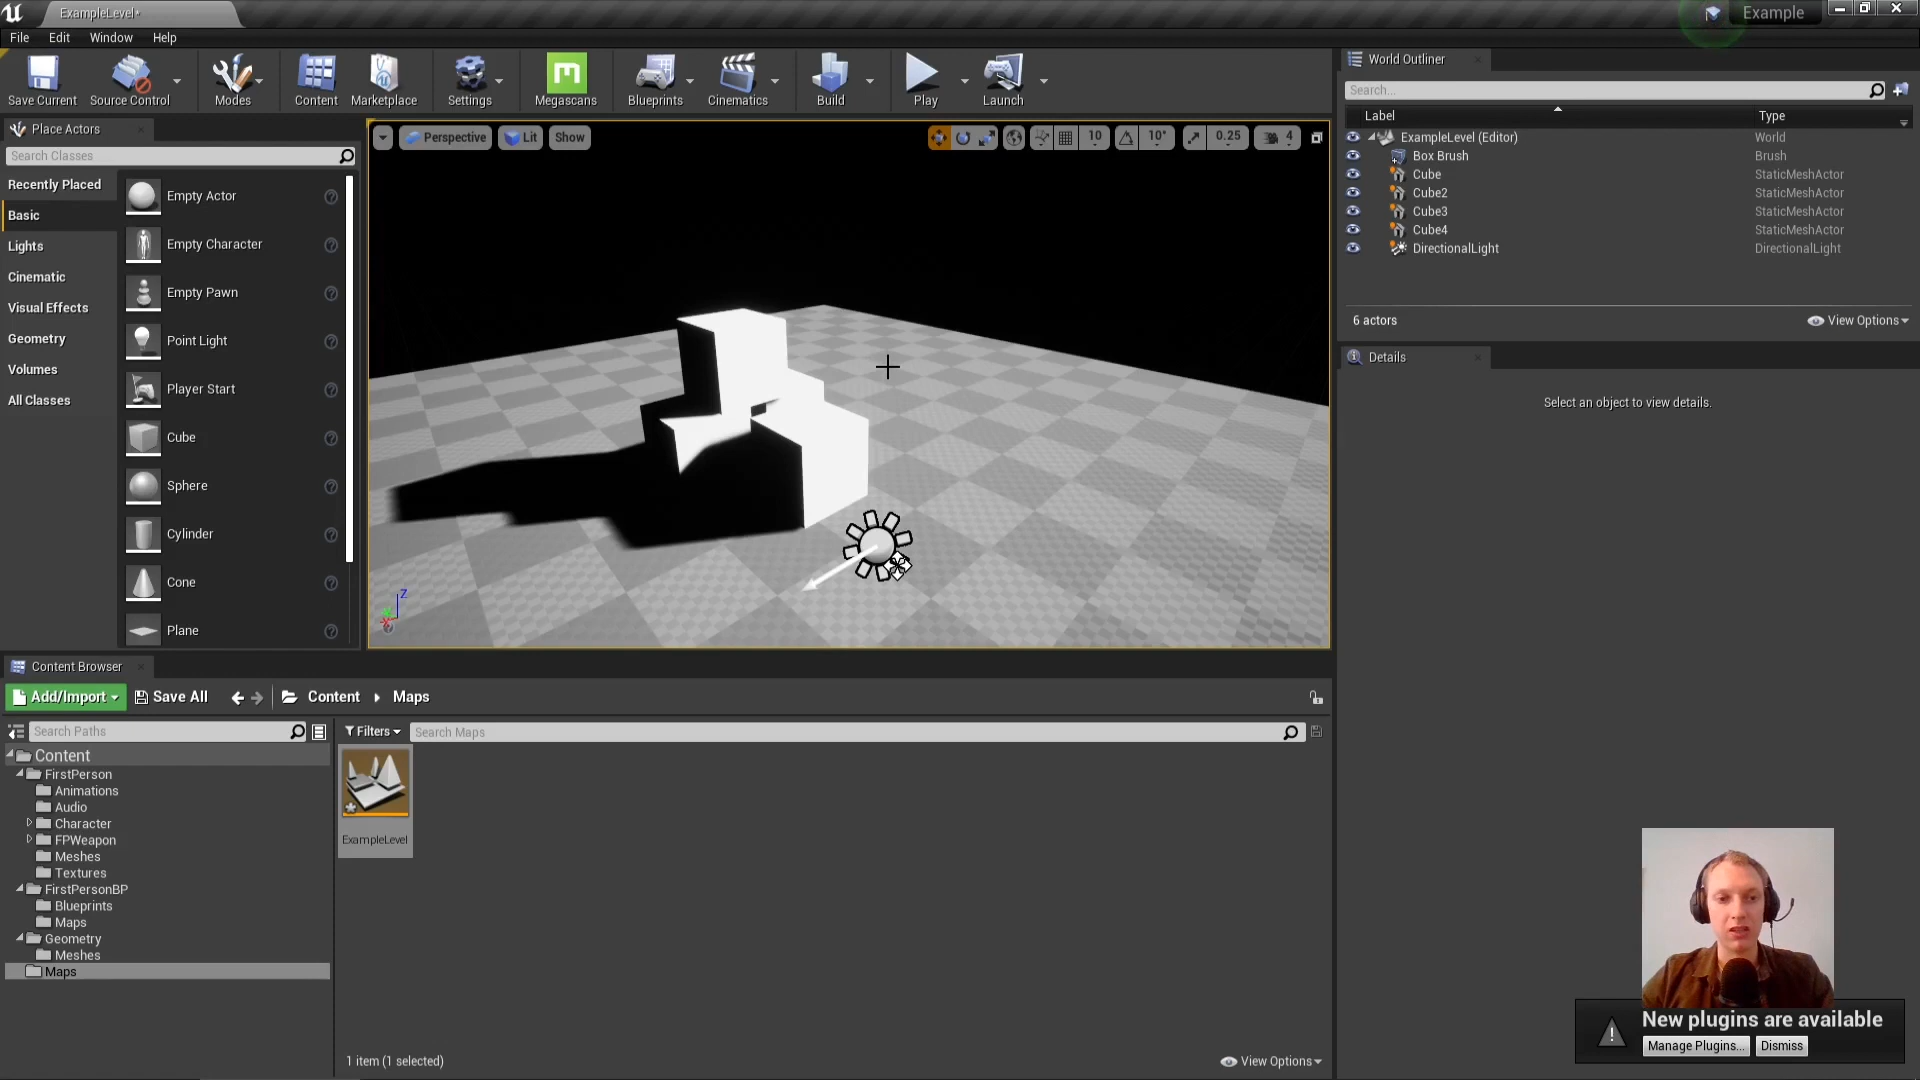 ExampleLevel*
Example
File Edit Window Help
Save Current
Source Control
Modes
Content
Marketplace
Settings
Megascans
Blueprints
Cinematics
Build
Play
Launch
Place Actors
Search Classes
Recently Placed
Basic
Lights
Cinematic
Visual Effects
Geometry
Volumes
All Classes
Empty Actor
Empty Character
Empty Pawn
Point Light
Player Start
Cube
Sphere
Cylinder
Cone
Plane
Perspective
Lit
Show
10
10°
0.25
4
Z
World Outliner
Search...
Label Type
ExampleLevel (Editor) World
Box Brush Brush
Cube StaticMeshActor
Cube2 StaticMeshActor
Cube3 StaticMeshActor
Cube4 StaticMeshActor
DirectionalLight DirectionalLight
6 actors
View Options
Details
Select an object to view details.
Content Browser
Add/Import
Save All
Content
Maps
Search Paths
Filters
Search Maps
Content
FirstPerson
Animations
Audio
Character
FPWeapon
Meshes
Textures
FirstPersonBP
Blueprints
Maps
Geometry
Meshes
Maps
ExampleLevel
1 item (1 selected)
View Options
New plugins are available
Manage Plugins...
Dismiss